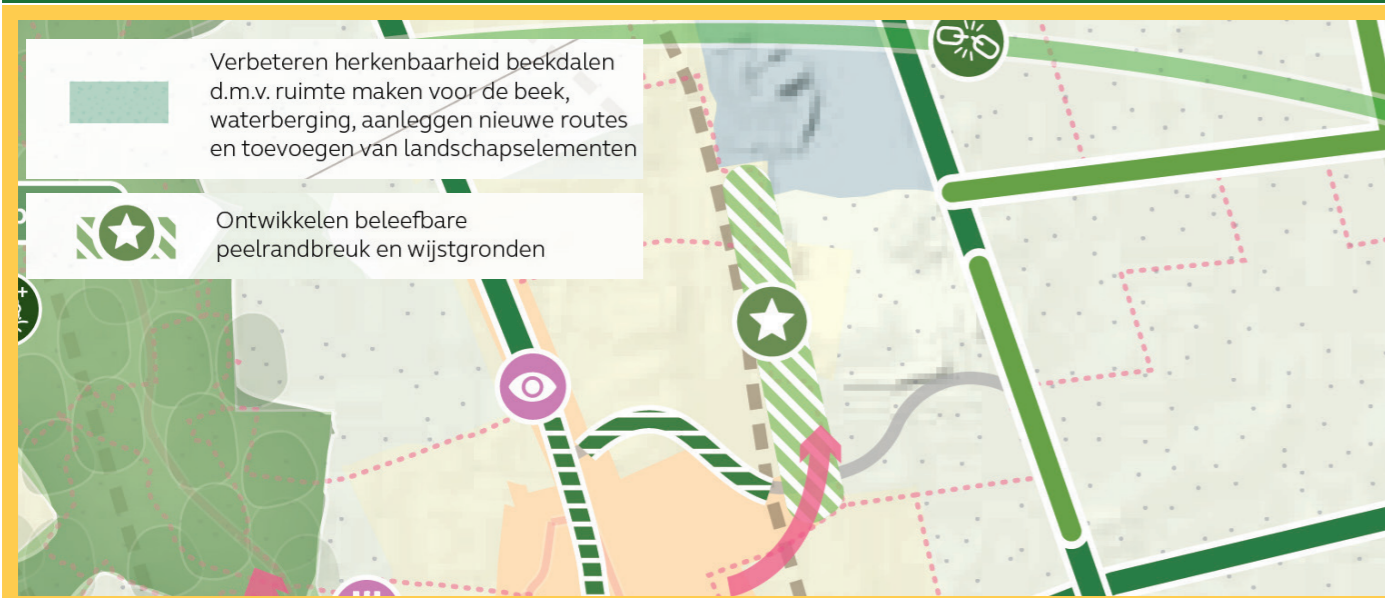 Verbeteren herkenbaarheid beekdalen
d.m.v. ruimte maken voor de beek,
waterberging, aanleggen nieuwe routes
en toevoegen van landschapselementen
Ontwikkelen beleefbare
peelrandbreuk en wijstgronden